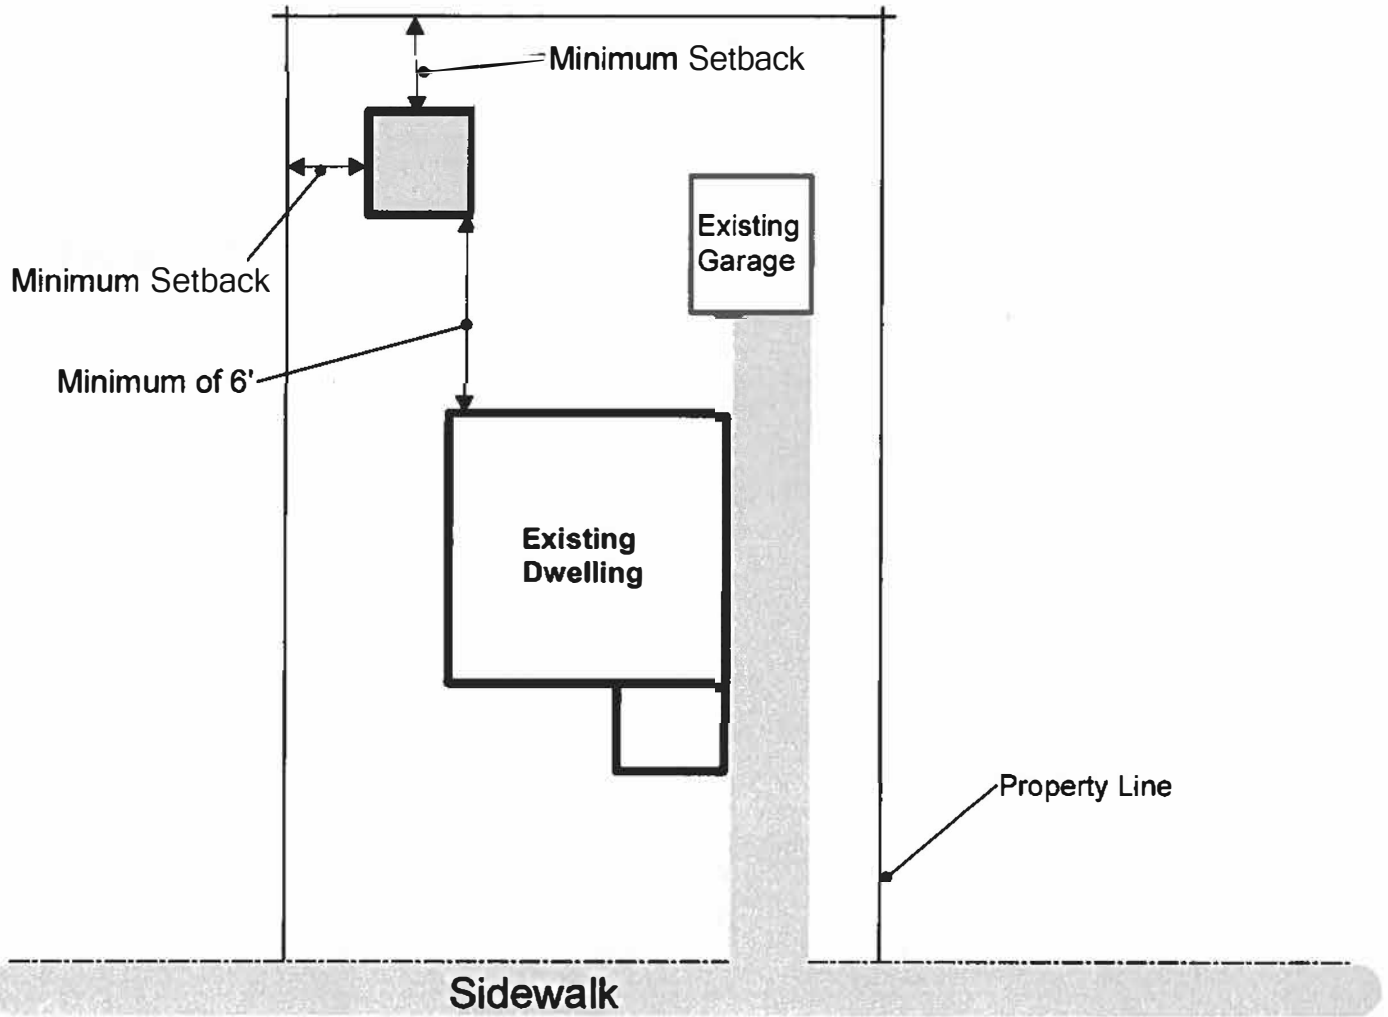 Minimum Setback
Existing
Garage
Minimum Setback
Minimum of 6'
Existing
Dwelling
Property Line
Sidewalk